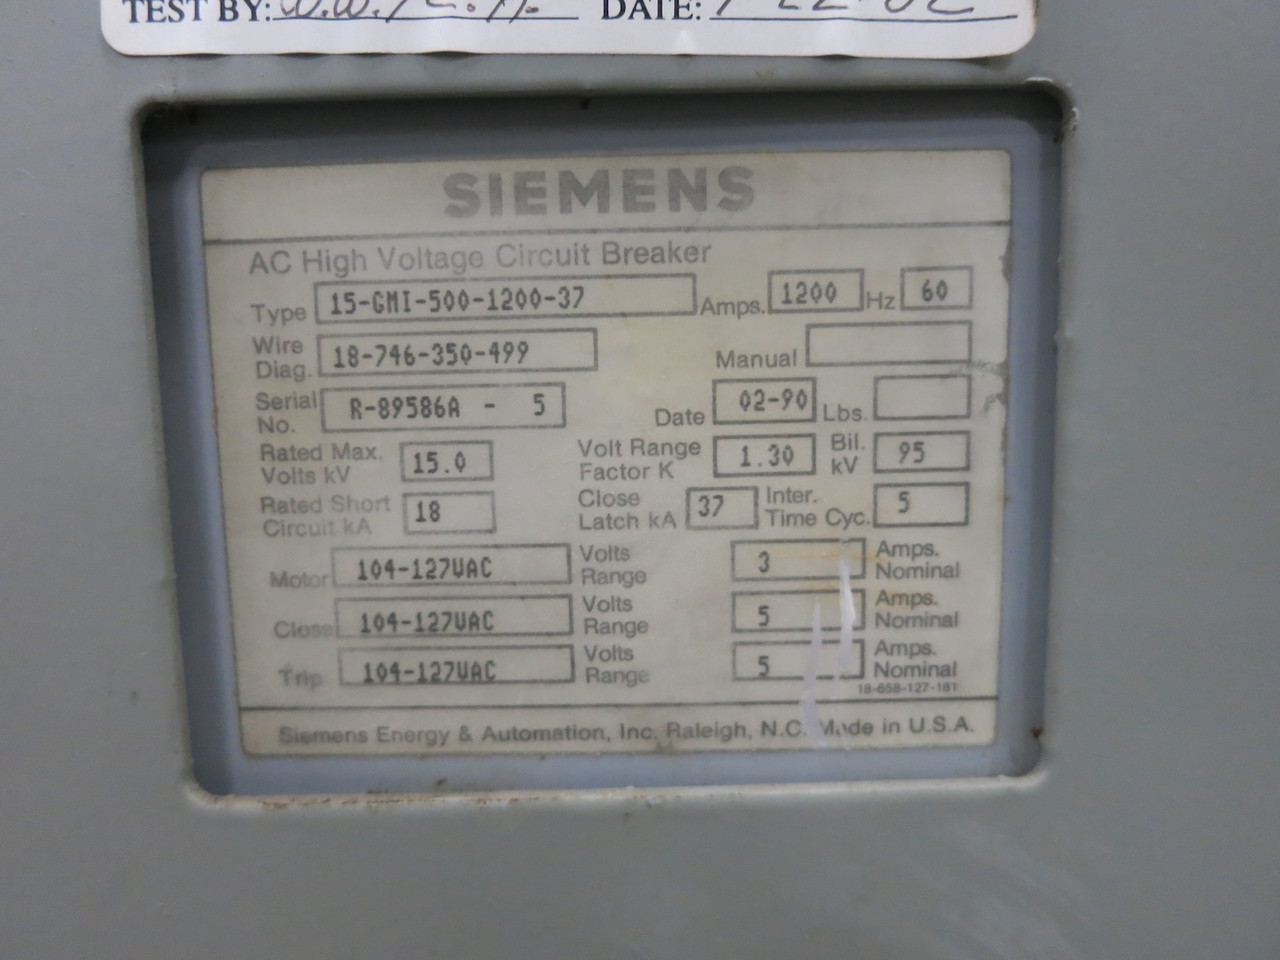 TEST BY: DATE:
SIEMENS
AC High Voltage Circuit Breaker
Type 15-GMI-500-1200-37 Amps. 1200 Hz 60
Wire Diag. 18-746-350-499 Manual
Serial No. R-89586A - 5 Date 02-90 Lbs.
Rated Max. Volts kV 15.0 Volt Range Factor K 1.30 Bil. kV 95
Rated Short Circuit kA 18 Close Latch kA 37 Inter. Time Cyc. 5
Motor 104-127VAC Volts Range 3 Amps. Nominal
Close 104-127VAC Volts Range 5 Amps. Nominal
Trip 104-127VAC Volts Range 5 Amps. Nominal
18-658-127-181
Siemens Energy & Automation, Inc. Raleigh, N.C. Made in U.S.A.